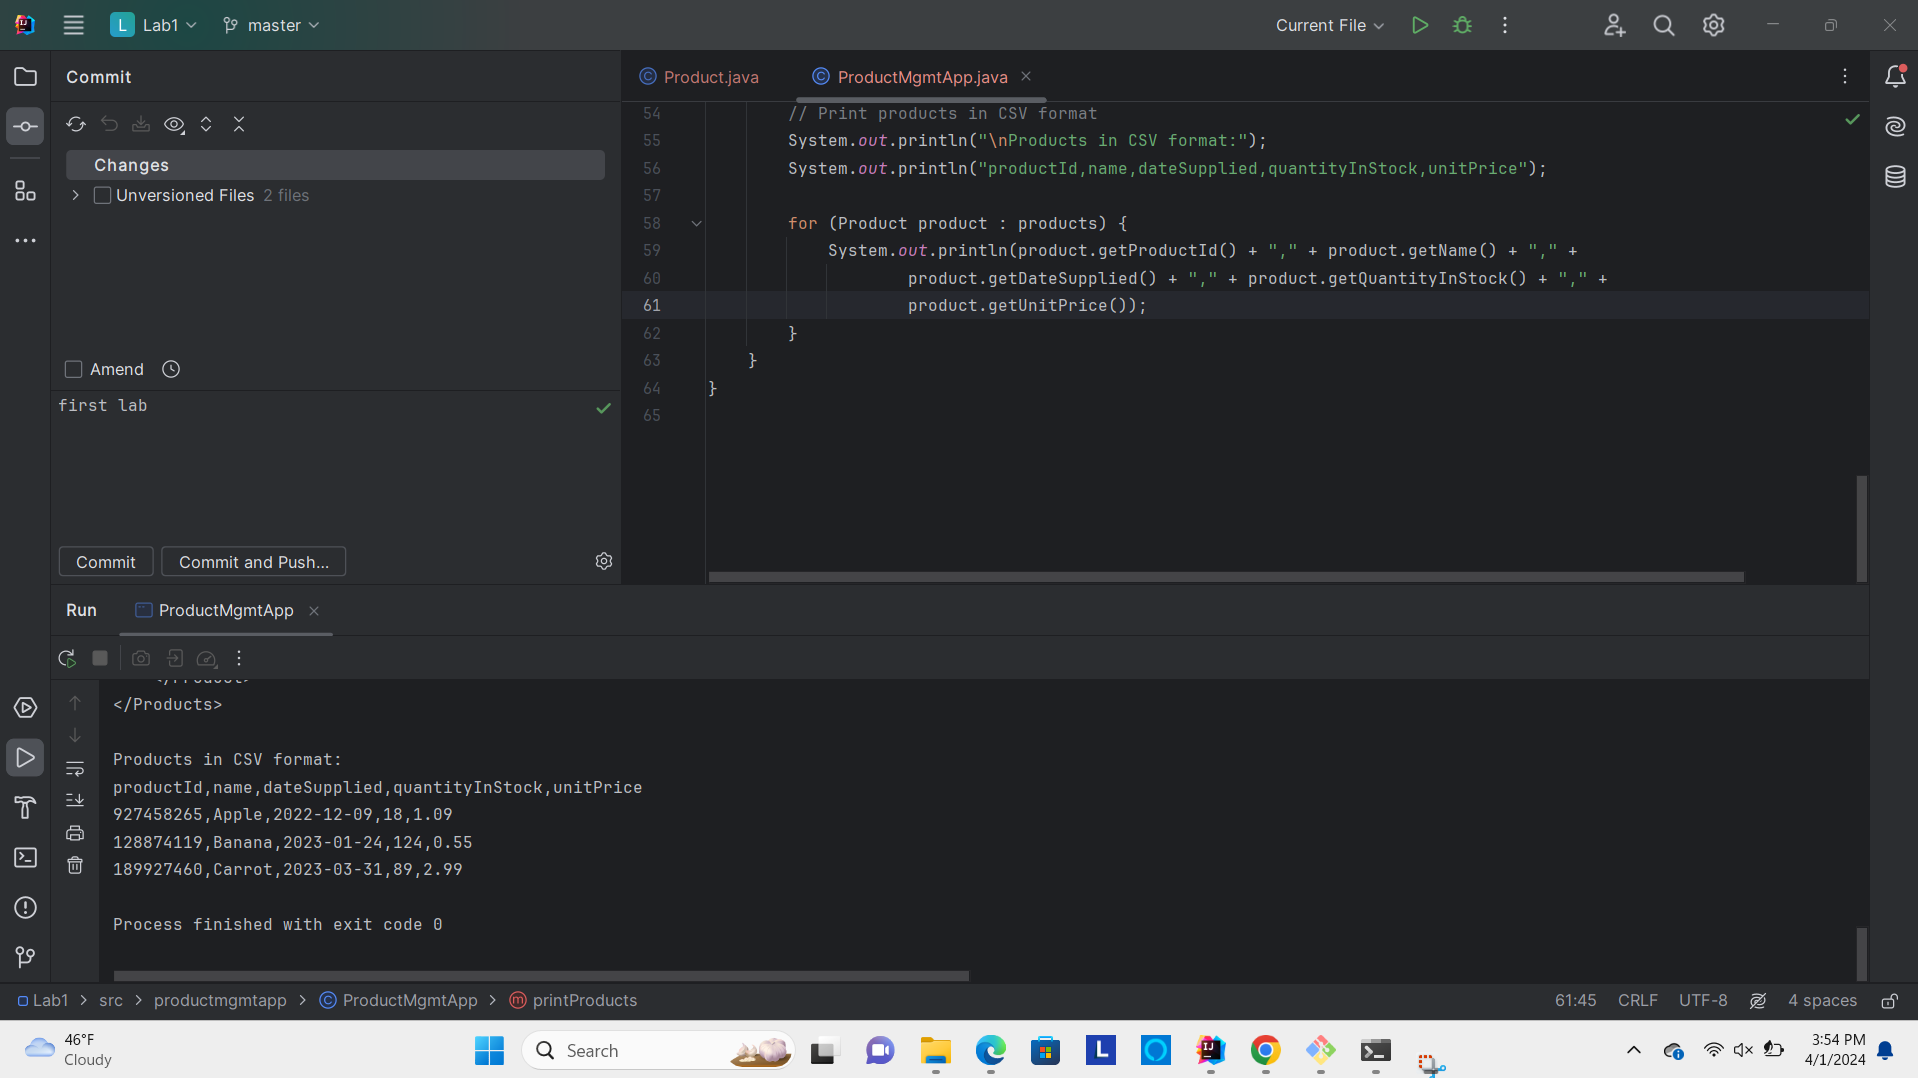 L Lab1 master Current File
Commit
Product.java ProductMgmtApp.java
Changes
Unversioned Files 2 files
Amend
first lab
Commit Commit and Push...
54 // Print products in CSV format
55 System.out.println("\nProducts in CSV format:");
56 System.out.println("productId,name,dateSupplied,quantityInStock,unitPrice");
57
58 for (Product product : products) {
59 System.out.println(product.getProductId() + "," + product.getName() + "," +
60 product.getDateSupplied() + "," + product.getQuantityInStock() + "," +
61 product.getUnitPrice());
62 }
63 }
64 }
65
Run ProductMgmtApp
</Product>
</Products>
Products in CSV format:
productId,name,dateSupplied,quantityInStock,unitPrice
927458265,Apple,2022-12-09,18,1.09
128874119,Banana,2023-01-24,124,0.55
189927460,Carrot,2023-03-31,89,2.99
Process finished with exit code 0
Lab1 > src > productmgmtapp > C ProductMgmtApp > m printProducts 61:45 CRLF UTF-8 4 spaces
46°F
Cloudy
Search
3:54 PM
4/1/2024